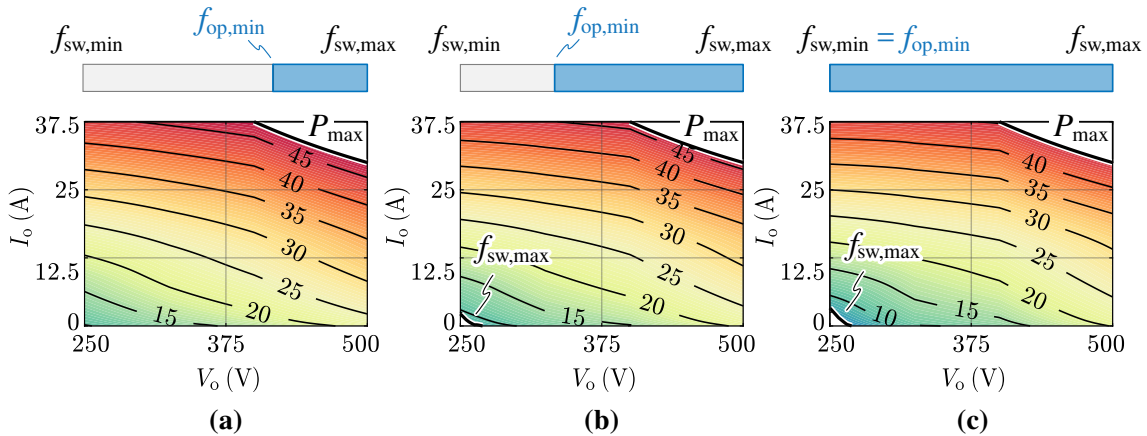 f_sw,min f_op,min f_sw,max
f_sw,min f_op,min f_sw,max
f_sw,min = f_op,min f_sw,max
37.5
25
12.5
0
I_o (A)
P_max
45
40
35
30
25
20
15
250 375 500
V_o (V)
(a)
37.5
25
12.5
0
I_o (A)
P_max
45
40
35
30
25
20
15
f_sw,max
250 375 500
V_o (V)
(b)
37.5
25
12.5
0
I_o (A)
P_max
40
35
30
25
20
15
10
f_sw,max
250 375 500
V_o (V)
(c)